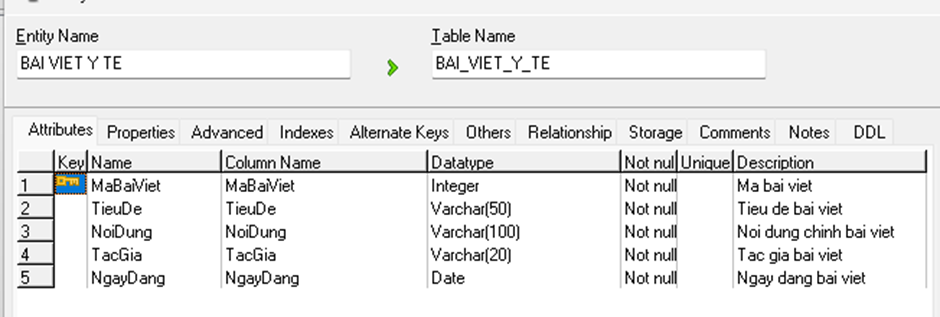 Entity Name Table Name
BAI VIET Y TE BAI_VIET_Y_TE
Attributes Properties Advanced Indexes Alternate Keys Others Relationship Storage Comments Notes DDL
Key Name Column Name Datatype Not nul Unique Description
1 MaBaiViet MaBaiViet Integer Not null Ma bai viet
2 TieuDe TieuDe Varchar(50) Not null Tieu de bai viet
3 NoiDung NoiDung Varchar(100) Not null Noi dung chinh bai viet
4 TacGia TacGia Varchar(20) Not null Tac gia bai viet
5 NgayDang NgayDang Date Not null Ngay dang bai viet